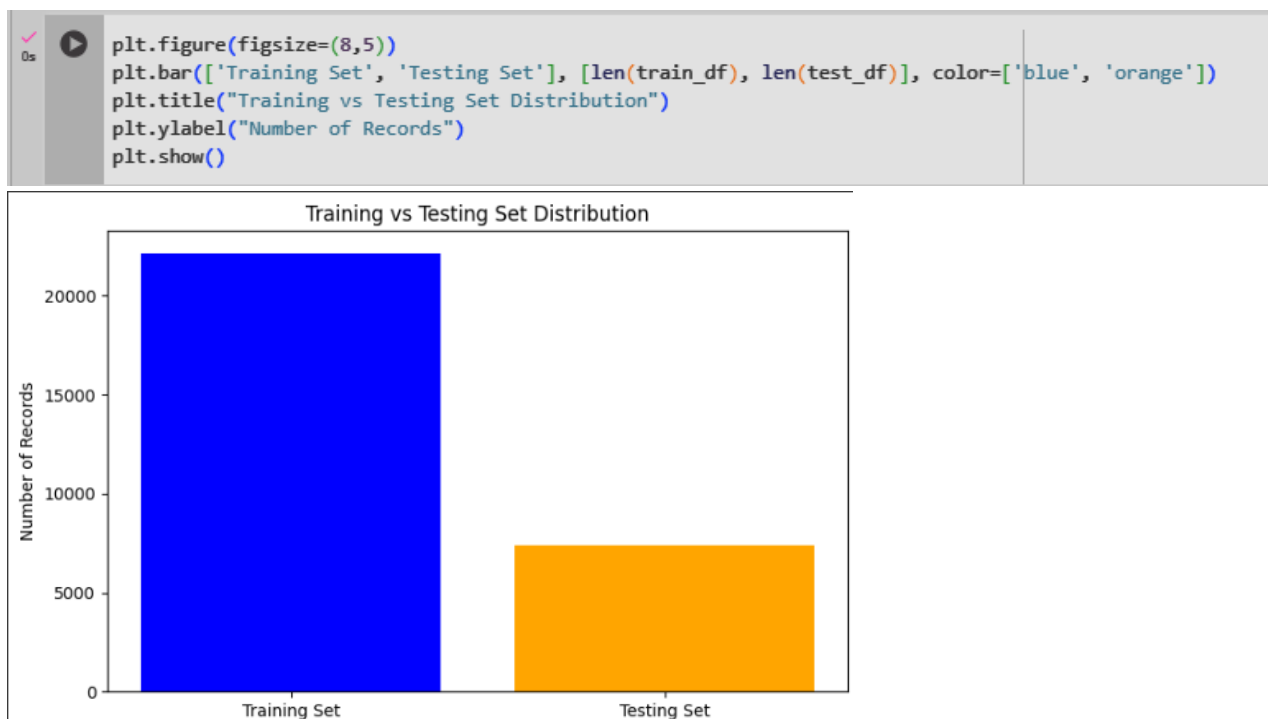 0s
plt.figure(figsize=(8,5))
plt.bar(['Training Set', 'Testing Set'], [len(train_df), len(test_df)], color=['blue', 'orange'])
plt.title("Training vs Testing Set Distribution")
plt.ylabel("Number of Records")
plt.show()
Training vs Testing Set Distribution
Number of Records
20000
15000
10000
5000
0
Training Set
Testing Set